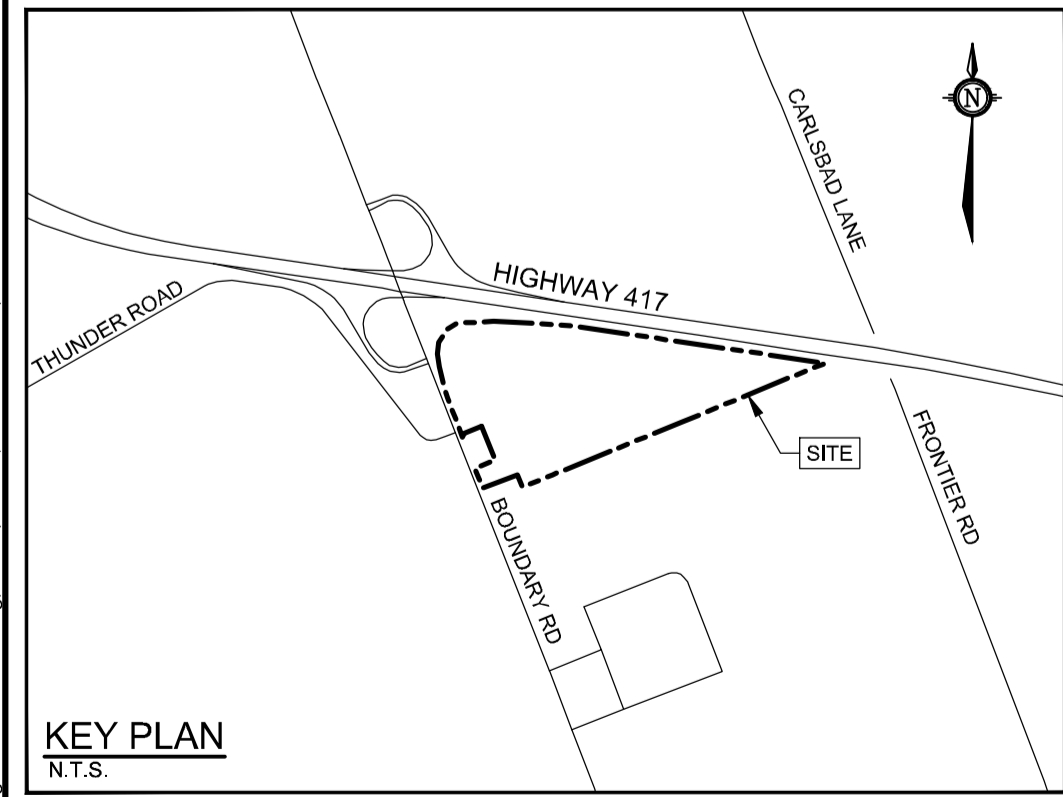 CARLSBAD LANE
N
HIGHWAY 417
THUNDER ROAD
SITE
FRONTIER RD
BOUNDARY RD
KEY PLAN
N.T.S.